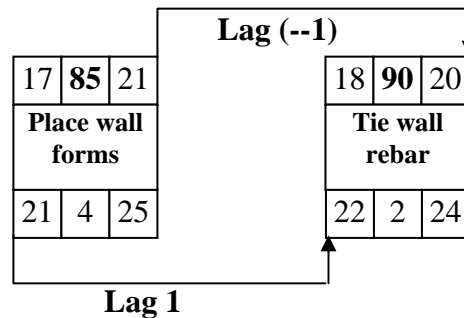 Lag (--1)
17 85 21
Place wall
forms
21 4 25
18 90 20
Tie wall
rebar
22 2 24
Lag 1